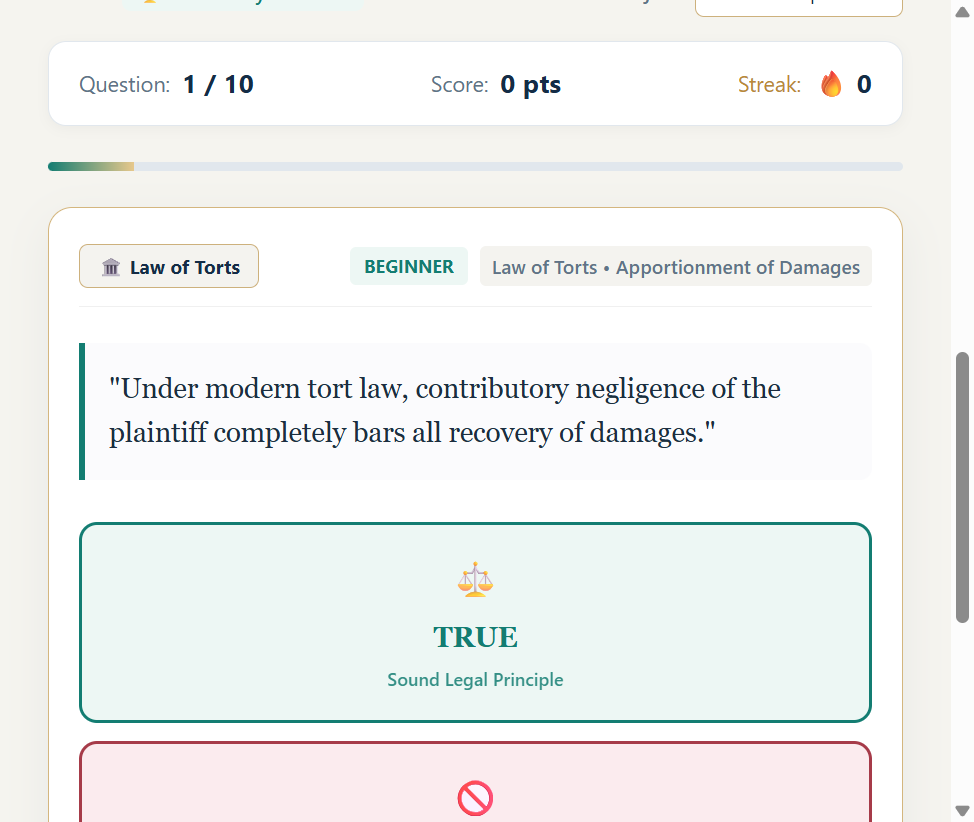 Question: 1 / 10 Score: 0 pts Streak: 🔥 0
🏛️ Law of Torts BEGINNER Law of Torts • Apportionment of Damages
"Under modern tort law, contributory negligence of the
plaintiff completely bars all recovery of damages."
TRUE
Sound Legal Principle